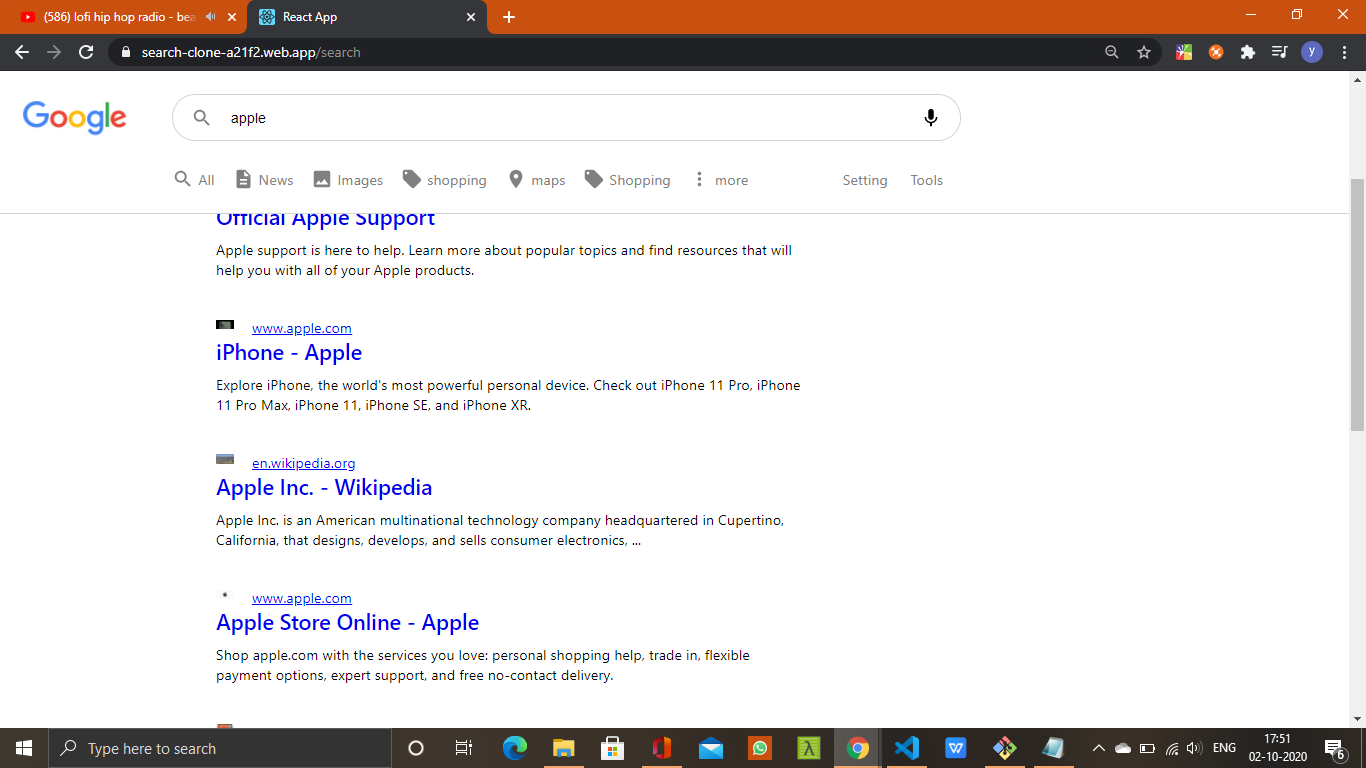 (586) lofi hip hop radio - bea
React App
search-clone-a21f2.web.app/search
y
Google
apple
All News Images shopping maps Shopping more Setting Tools
Official Apple Support
Apple support is here to help. Learn more about popular topics and find resources that will
help you with all of your Apple products.
www.apple.com
iPhone - Apple
Explore iPhone, the world's most powerful personal device. Check out iPhone 11 Pro, iPhone
11 Pro Max, iPhone 11, iPhone SE, and iPhone XR.
en.wikipedia.org
Apple Inc. - Wikipedia
Apple Inc. is an American multinational technology company headquartered in Cupertino,
California, that designs, develops, and sells consumer electronics, ...
www.apple.com
Apple Store Online - Apple
Shop apple.com with the services you love: personal shopping help, trade in, flexible
payment options, expert support, and free no-contact delivery.
Type here to search
W
λ
ENG
17:51
02-10-2020
6